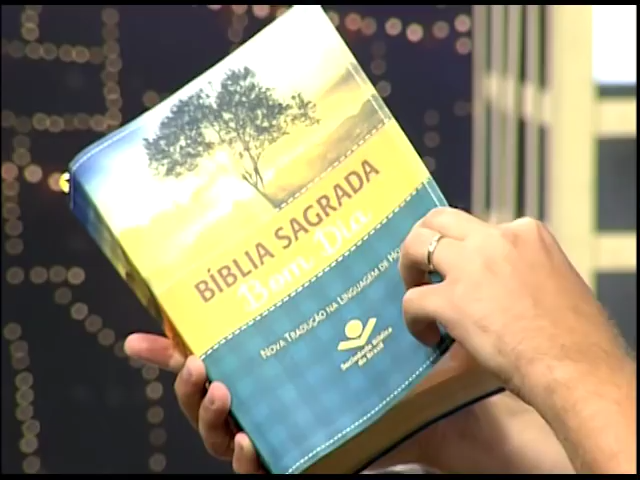 BÍBLIA SAGRADA
Bom Dia
NOVA TRADUÇÃO NA LINGUAGEM DE
Sociedade Bíblica
do Brasil